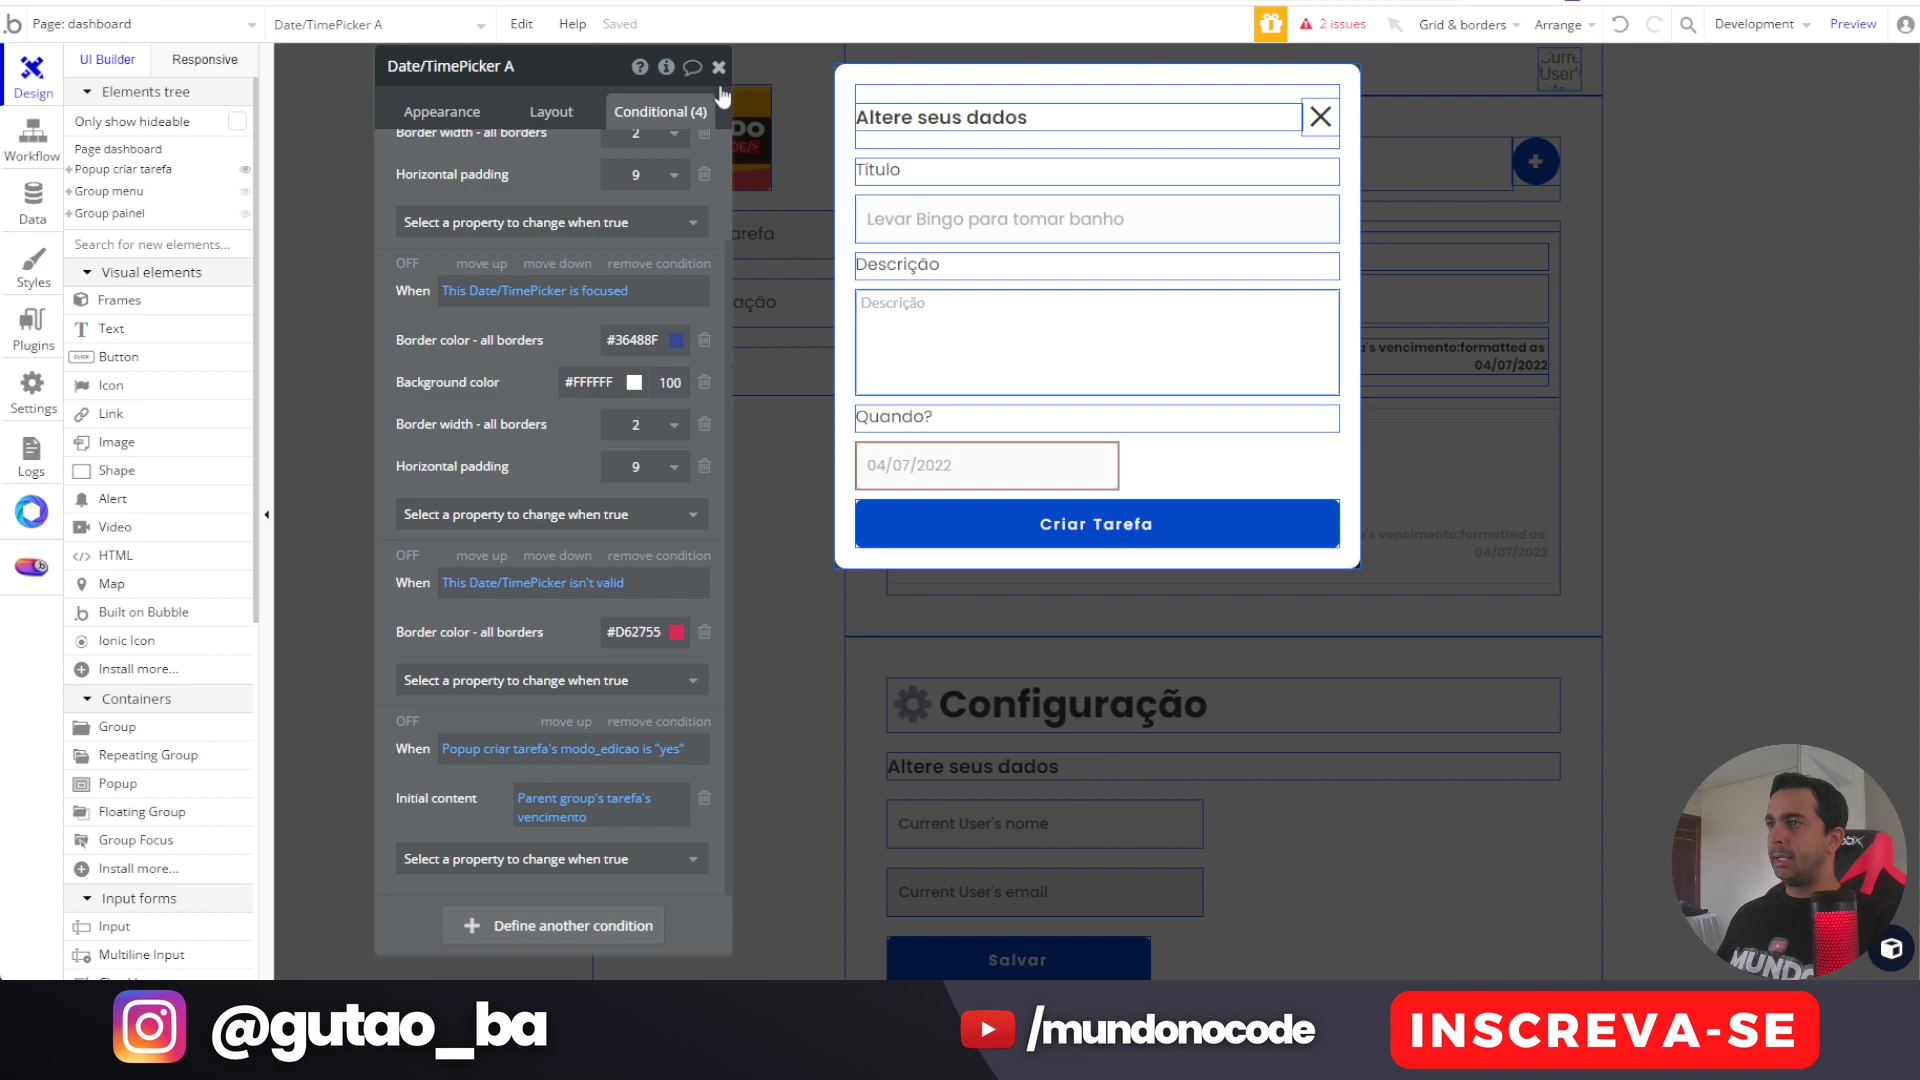 Page: dashboard
Date/TimePicker A
Edit
Help
Saved
2 issues
Grid & borders
Arrange
Development
Preview
Design
Workflow
Data
Styles
Plugins
Settings
Logs
UI Builder
Responsive
Elements tree
Only show hideable
Page dashboard
Popup criar tarefa
Group menu
Group painel
Search for new elements...
Visual elements
Frames
Text
CLICK
Button
Icon
Link
Image
Shape
Alert
Video
HTML
Map
Built on Bubble
Ionic Icon
Install more...
Containers
Group
Repeating Group
Popup
Floating Group
Group Focus
Install more...
Input forms
Input
Multiline Input
Date/TimePicker A
Appearance
Layout
Conditional (4)
Border width - all borders
2
Horizontal padding
9
Select a property to change when true
OFF
move up
move down
remove condition
When
This Date/TimePicker is focused
Border color - all borders
#36488F
Background color
#FFFFFF
100
Border width - all borders
2
Horizontal padding
9
Select a property to change when true
OFF
move up
move down
remove condition
When
This Date/TimePicker isn't valid
Border color - all borders
#D62755
Select a property to change when true
OFF
move up
remove condition
When
Popup criar tarefa's modo_edicao is "yes"
Initial content
Parent group's tarefa's
vencimento
Select a property to change when true
Define another condition
Altere seus dados
Título
Levar Bingo para tomar banho
Descrição
Descrição
Quando?
04/07/2022
Criar Tarefa
's vencimento:formatted as
04/07/2022
's vencimento:formatted as
04/07/2022
Configuração
Altere seus dados
Current User's nome
Current User's email
Salvar
@gutao_ba
/mundonocode
INSCREVA-SE